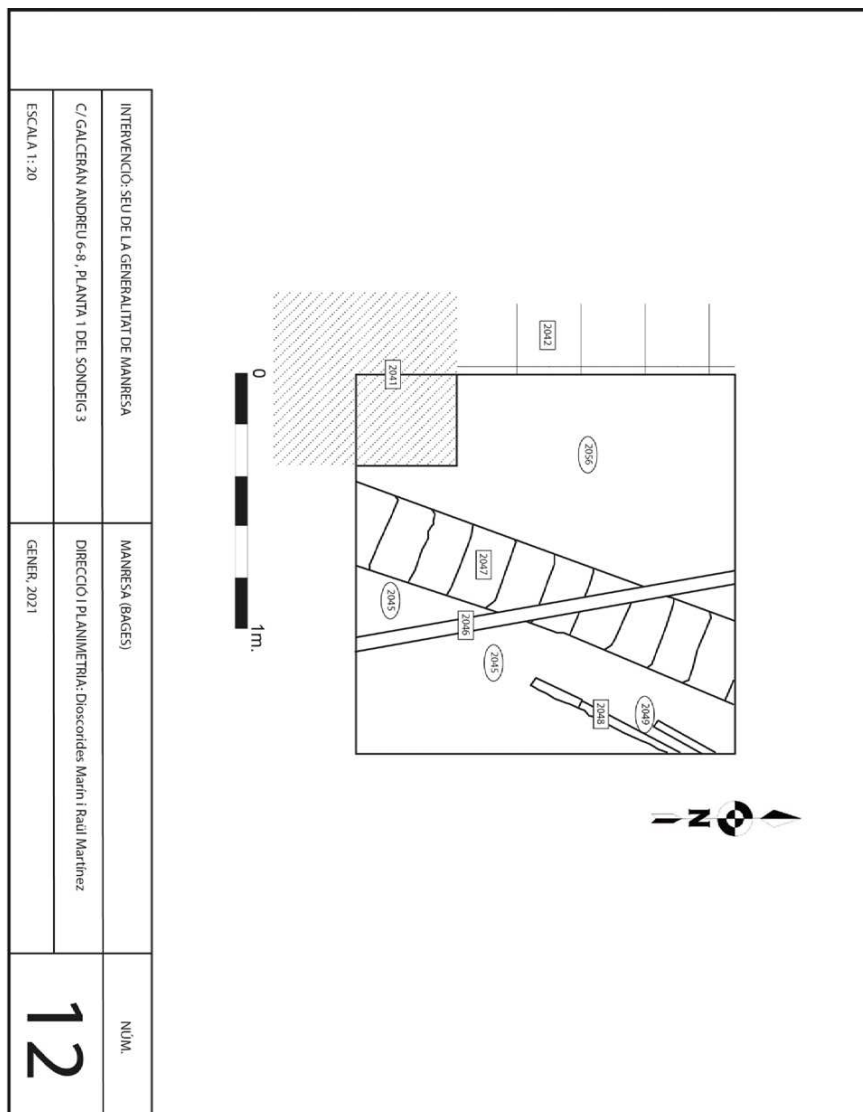 2042
2041
2056
2047
2045
2046
2045
2048
2049
0
1m.
N
INTERVENCIÓ: SEU DE LA GENERALITAT DE MANRESA
MANRESA (BAGES)
NÚM.
C/ GALCERÁN ANDREU 6-8 , PLANTA 1 DEL SONDEIG 3
DIRECCIÓ I PLANIMETRIA: Dioscorides Marín i Raül Martínez
12
ESCALA 1: 20
GENER, 2021